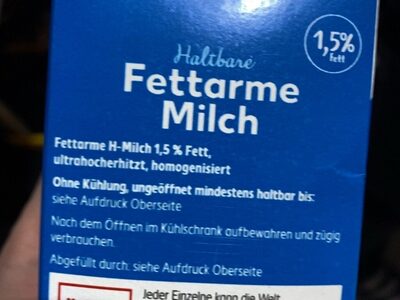 Haltbare
1,5%
Fett
Fettarme
Milch
Fettarme H-Milch 1,5 % Fett,
ultrahocherhitzt, homogenisiert
Ohne Kühlung, ungeöffnet mindestens haltbar bis:
siehe Aufdruck Oberseite
Nach dem Öffnen im Kühlschrank aufbewahren und zügig
verbrauchen.
Abgefüllt durch: siehe Aufdruck Oberseite
Jeder Einzelne kann die Welt